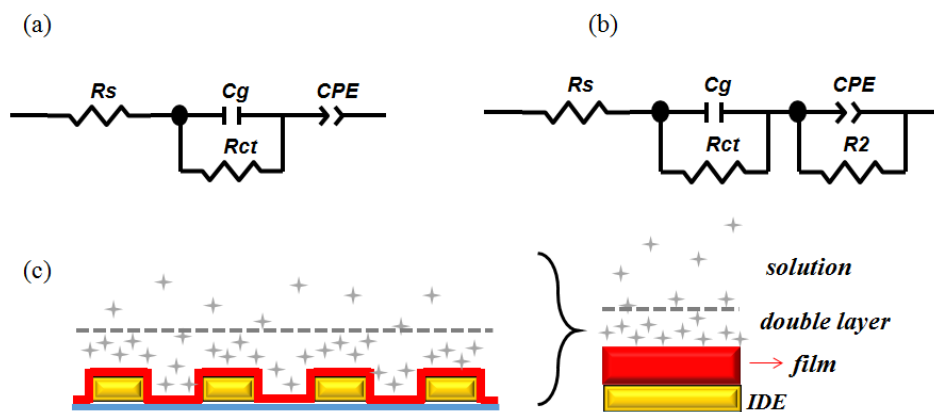 (a)
Rs
Cg
CPE
Rct
(b)
Rs
Cg
CPE
Rct
R2
(c)
solution
double layer
film
IDE